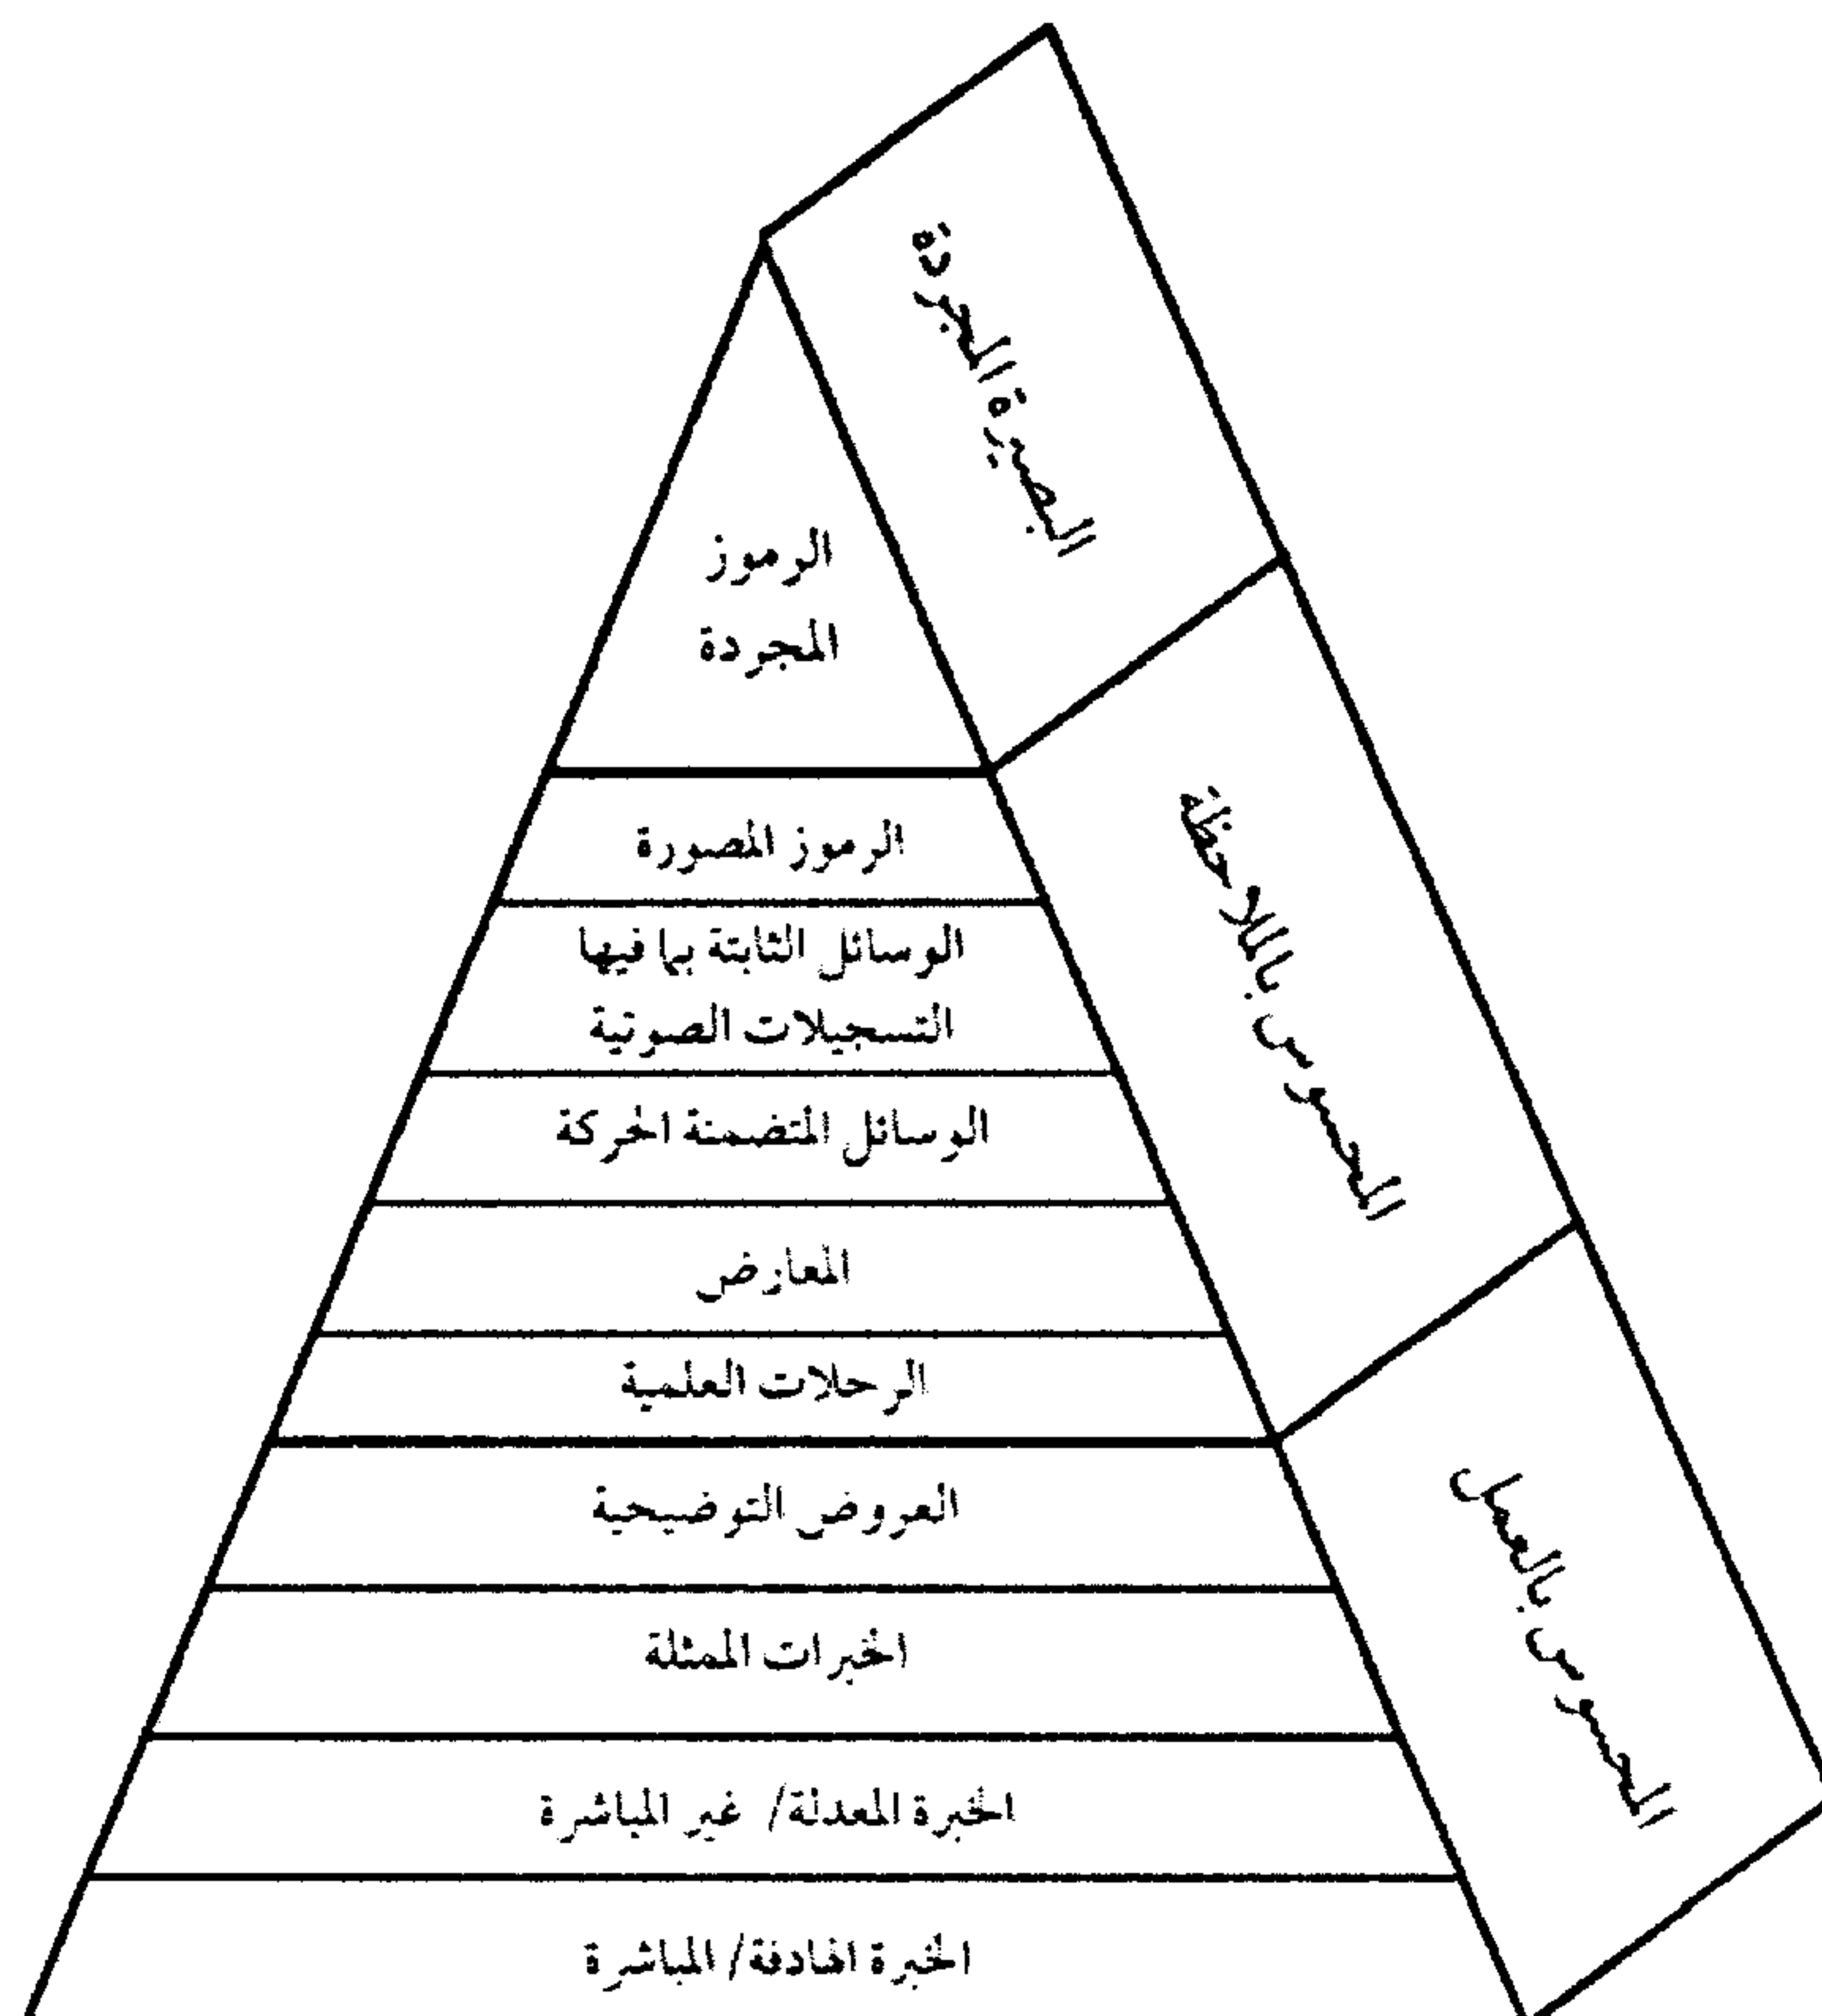 الرموز
المجردة
الرموز المصورة
الوسائل الثابتة بما فيها
التسجيلات الصوتية
الوسائل المتضمنة الحركة
المعارض
الرحلات العلمية
العروض التوضيحية
الخبرات الممثلة
الخبرة المعدلة/ غير المباشرة
الخبرة الهادفة/ المباشرة
البصيرة المجردة
المحسوس بالملاحظة
المحسوس بالعمل